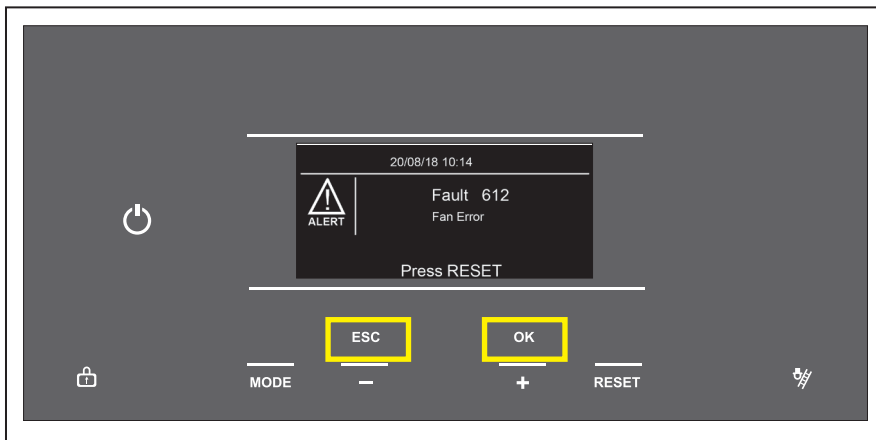 20/08/18 10:14
Fault 612
ALERT
Fan Error
Press RESET
ESC OK
MODE − + RESET